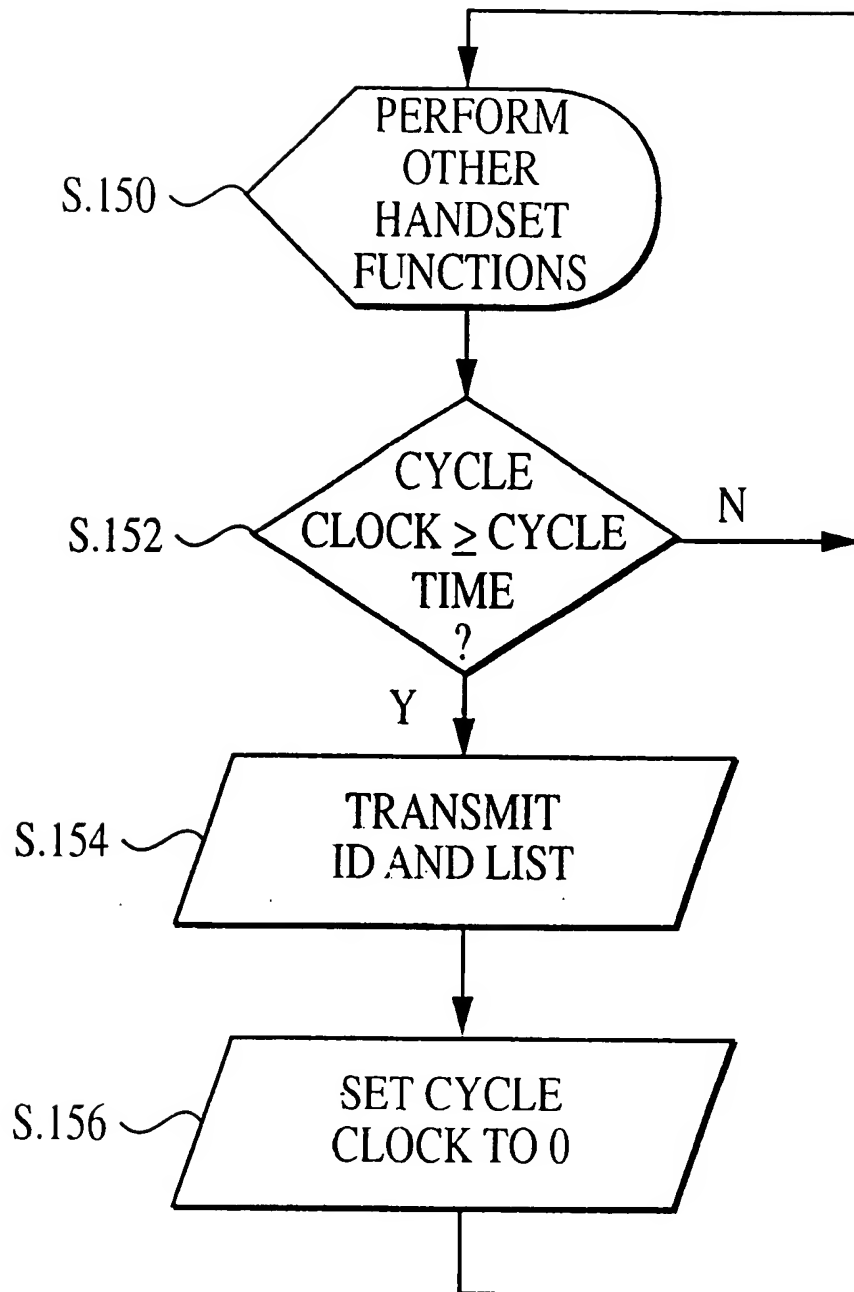 PERFORM
OTHER
HANDSET
FUNCTIONS
S.150
CYCLE
CLOCK ≥ CYCLE
TIME
?
S.152
N
Y
TRANSMIT
ID AND LIST
S.154
SET CYCLE
CLOCK TO 0
S.156